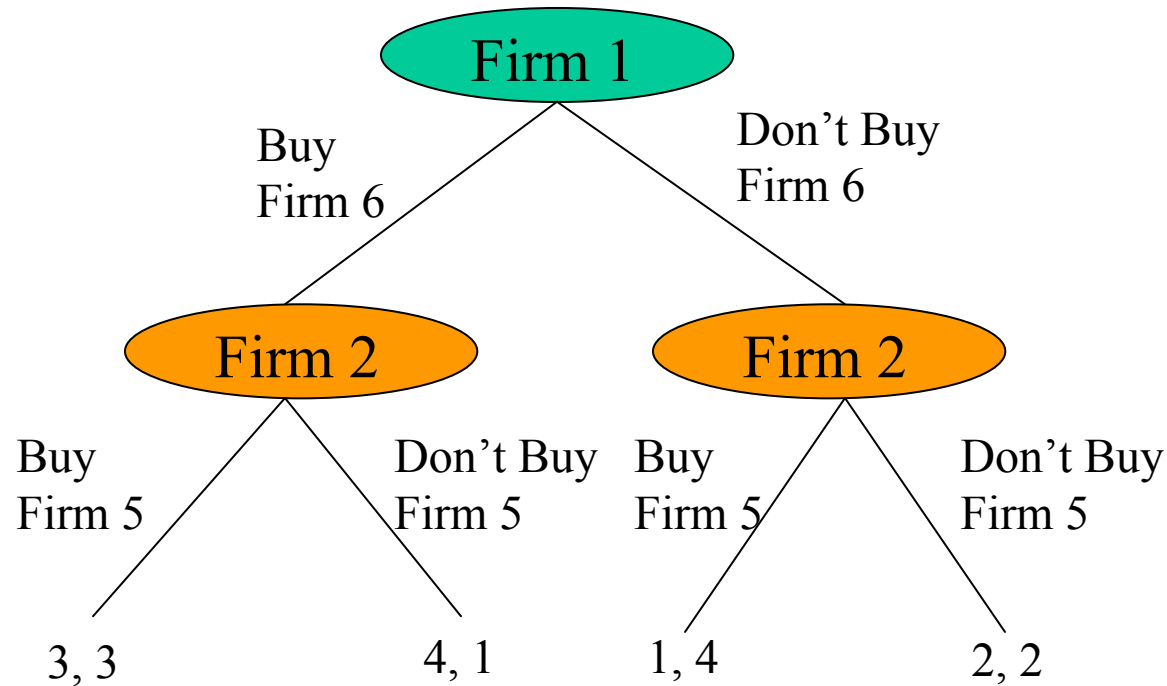 Firm 1
Buy
Firm 6
Don’t Buy
Firm 6
Firm 2
Firm 2
Buy
Firm 5
Don’t Buy
Firm 5
Buy
Firm 5
Don’t Buy
Firm 5
3, 3
4, 1
1, 4
2, 2